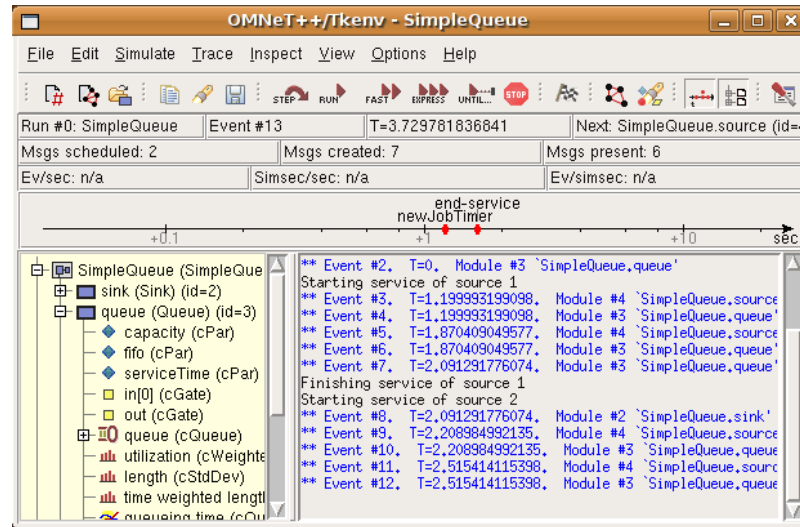 OMNeT++/Tkenv - SimpleQueue
File Edit Simulate Trace Inspect View Options Help
STEP RUN FAST EXPRESS UNTIL... STOP
Run #0: SimpleQueue Event #13 T=3.729781836841 Next: SimpleQueue.source (id=
Msgs scheduled: 2 Msgs created: 7 Msgs present: 6
Ev/sec: n/a Simsec/sec: n/a Ev/simsec: n/a
end-service
newJobTimer
+0.1 +1 +10 sec
SimpleQueue (SimpleQue
sink (Sink) (id=2)
queue (Queue) (id=3)
capacity (cPar)
fifo (cPar)
serviceTime (cPar)
in[0] (cGate)
out (cGate)
queue (cQueue)
utilization (cWeighte
length (cStdDev)
time weighted lengt
queueing time (cOu
** Event #2. T=0. Module #3 `SimpleQueue.queue'
Starting service of source 1
** Event #3. T=1.199993199098. Module #4 `SimpleQueue.source
** Event #4. T=1.199993199098. Module #3 `SimpleQueue.queue'
** Event #5. T=1.870409049577. Module #4 `SimpleQueue.source
** Event #6. T=1.870409049577. Module #3 `SimpleQueue.queue'
** Event #7. T=2.091291776074. Module #3 `SimpleQueue.queue'
Finishing service of source 1
Starting service of source 2
** Event #8. T=2.091291776074. Module #2 `SimpleQueue.sink'
** Event #9. T=2.208984992135. Module #4 `SimpleQueue.source
** Event #10. T=2.208984992135. Module #3 `SimpleQueue.queue
** Event #11. T=2.515414115398. Module #4 `SimpleQueue.sourc
** Event #12. T=2.515414115398. Module #3 `SimpleQueue.queue